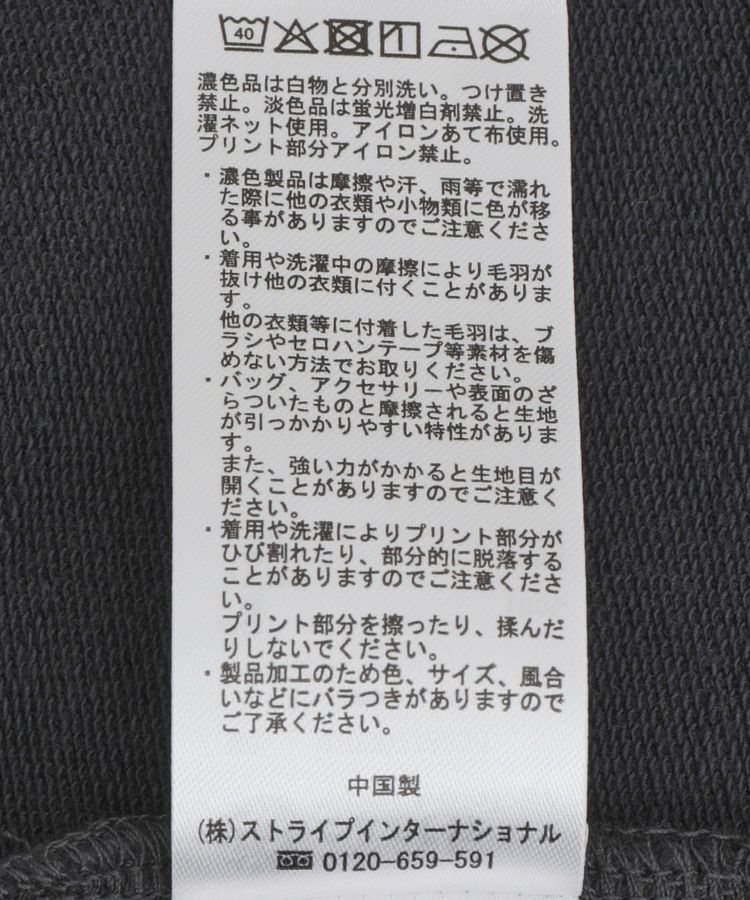 40
濃色品は白物と分別洗い。つけ置き
禁止。淡色品は蛍光増白剤禁止。洗
濯ネット使用。アイロンあて布使用。
プリント部分アイロン禁止。
・濃色製品は摩擦や汗、雨等で濡れ
た際に他の衣類や小物類に色が移
る事がありますのでご注意くださ
い。
・着用や洗濯中の摩擦により毛羽が
抜け他の衣類に付くことがありま
す。
他の衣類等に付着した毛羽は、ブ
ラシやセロハンテープ等素材を傷
めない方法でお取りください。
・バッグ、アクセサリーや表面のざ
らついたものと摩擦されると生地
が引っかかりやすい特性がありま
す。
また、強い力がかかると生地目が
開くことがありますのでご注意く
ださい。
・着用や洗濯によりプリント部分が
ひび割れたり、部分的に脱落する
ことがありますのでご注意くださ
い。
プリント部分を擦ったり、揉んだ
りしないでください。
・製品加工のため色、サイズ、風合
いなどにバラつきがありますので
ご了承ください。
中国製
(株)ストライプインターナショナル
0120-659-591